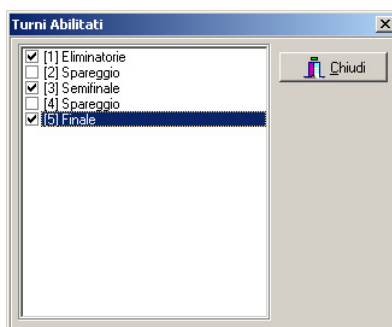 Turni Abilitati
[1] Eliminatorie
[2] Spareggio
[3] Semifinale
[4] Spareggio
[5] Finale
Chiudi